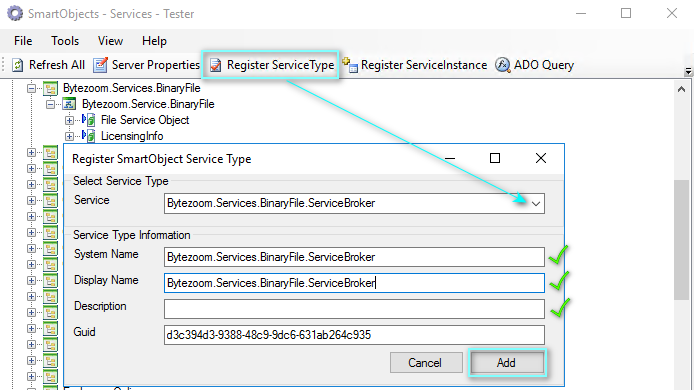 SmartObjects - Services - Tester
File Tools View Help
Refresh All Server Properties Register ServiceType Register ServiceInstance ADO Query
Bytezoom.Services.BinaryFile
Bytezoom.Service.BinaryFile
File Service Object
LicensingInfo
Register SmartObject Service Type
Select Service Type
Service Bytezoom.Services.BinaryFile.ServiceBroker
Service Type Information
System Name Bytezoom.Services.BinaryFile.ServiceBroker
Display Name Bytezoom.Services.BinaryFile.ServiceBroker
Description
Guid d3c394d3-9388-48c9-9dc6-631ab264c935
Cancel Add